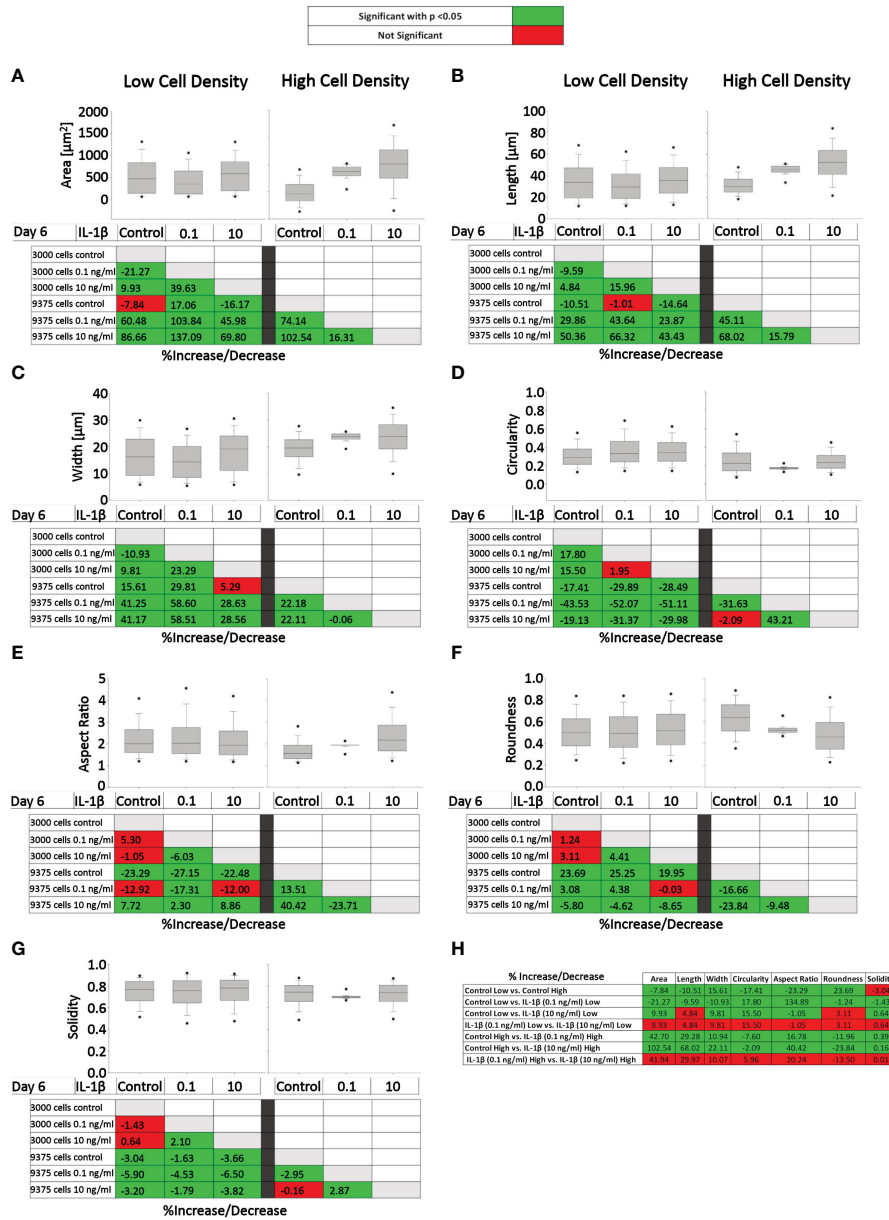 Significant with p <0.05
Not Significant
A
Low Cell Density
High Cell Density
Area [µm²]
2000
1500
1000
500
0
Day 6 IL-1β Control 0.1 10 Control 0.1 10
3000 cells control
3000 cells 0.1 ng/ml -21.27
3000 cells 10 ng/ml 9.93 39.63
9375 cells control -7.84 17.06 -16.17
9375 cells 0.1 ng/ml 60.48 103.84 45.98 74.14
9375 cells 10 ng/ml 86.66 137.09 69.80 102.54 16.31
%Increase/Decrease
B
Low Cell Density
High Cell Density
Length [µm]
100
80
60
40
20
0
Day 6 IL-1β Control 0.1 10 Control 0.1 10
3000 cells control
3000 cells 0.1 ng/ml -9.59
3000 cells 10 ng/ml 4.84 15.96
9375 cells control -10.51 -1.01 -14.64
9375 cells 0.1 ng/ml 29.86 43.64 23.87 45.11
9375 cells 10 ng/ml 50.36 66.32 43.43 68.02 15.79
%Increase/Decrease
C
Width [µm]
40
30
20
10
0
Day 6 IL-1β Control 0.1 10 Control 0.1 10
3000 cells control
3000 cells 0.1 ng/ml -10.93
3000 cells 10 ng/ml 9.81 23.29
9375 cells control 15.61 29.81 5.29
9375 cells 0.1 ng/ml 41.25 58.60 28.63 22.18
9375 cells 10 ng/ml 41.17 58.51 28.56 22.11 -0.06
%Increase/Decrease
D
Circularity
1.0
0.8
0.6
0.4
0.2
0.0
Day 6 IL-1β Control 0.1 10 Control 0.1 10
3000 cells control
3000 cells 0.1 ng/ml 17.80
3000 cells 10 ng/ml 15.50 1.95
9375 cells control -17.41 -29.89 -28.49
9375 cells 0.1 ng/ml -43.53 -52.07 -51.11 -31.63
9375 cells 10 ng/ml -19.13 -31.37 -29.98 -2.09 43.21
%Increase/Decrease
E
Aspect Ratio
5
4
3
2
1
0
Day 6 IL-1β Control 0.1 10 Control 0.1 10
3000 cells control
3000 cells 0.1 ng/ml 5.30
3000 cells 10 ng/ml -1.05 -6.03
9375 cells control -23.29 -27.15 -22.48
9375 cells 0.1 ng/ml -12.92 -17.31 -12.00 13.51
9375 cells 10 ng/ml 7.72 2.30 8.86 40.42 -23.71
%Increase/Decrease
F
Roundness
1.0
0.8
0.6
0.4
0.2
0.0
Day 6 IL-1β Control 0.1 10 Control 0.1 10
3000 cells control
3000 cells 0.1 ng/ml 1.24
3000 cells 10 ng/ml 3.11 4.41
9375 cells control 23.69 25.25 19.95
9375 cells 0.1 ng/ml 3.08 4.38 -0.03 -16.66
9375 cells 10 ng/ml -5.80 -4.62 -8.65 -23.84 -9.48
%Increase/Decrease
G
Solidity
1.0
0.8
0.6
0.4
0.2
0.0
Day 6 IL-1β Control 0.1 10 Control 0.1 10
3000 cells control
3000 cells 0.1 ng/ml -1.43
3000 cells 10 ng/ml 0.64 2.10
9375 cells control -3.04 -1.63 -3.66
9375 cells 0.1 ng/ml -5.90 -4.53 -6.50 -2.95
9375 cells 10 ng/ml -3.20 -1.79 -3.82 -0.16 2.87
%Increase/Decrease
H
% Increase/Decrease Area Length Width Circularity Aspect Ratio Roundness Solidity
Control Low vs. Control High -7.84 -10.51 15.61 -17.41 -23.29 23.69 -3.04
Control Low vs. IL-1β (0.1 ng/ml) Low -21.27 -9.59 -10.93 17.80 134.89 -1.24 -1.43
Control Low vs. IL-1β (10 ng/ml) Low 9.93 4.84 9.81 15.50 -1.05 3.11 0.64
IL-1β (0.1 ng/ml) Low vs. IL-1β (10 ng/ml) Low 9.93 4.84 9.81 15.50 -1.05 3.11 0.64
Control High vs. IL-1β (0.1 ng/ml) High 42.70 29.28 10.94 -7.60 16.78 -11.96 0.39
Control High vs. IL-1β (10 ng/ml) High 102.54 68.02 22.11 -2.09 40.42 -23.84 0.16
IL-1β (0.1 ng/ml) High vs. IL-1β (10 ng/ml) High 41.94 29.97 10.07 5.96 20.24 -13.50 0.01